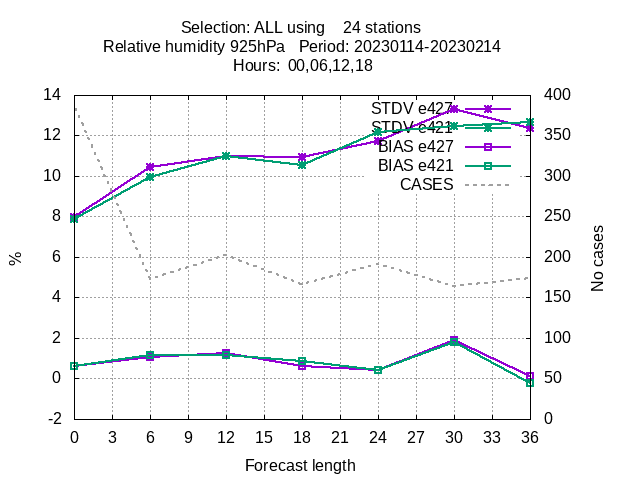 Selection: ALL using    24 stations
Relative humidity 925hPa   Period: 20230114-20230214
Hours:  00,06,12,18
14
12
10
8
6
4
2
0
-2
%
400
350
300
250
200
150
100
50
0
No cases
STDV e427
STDV e421
BIAS e427
BIAS e421
CASES
0 3 6 9 12 15 18 21 24 27 30 33 36
Forecast length